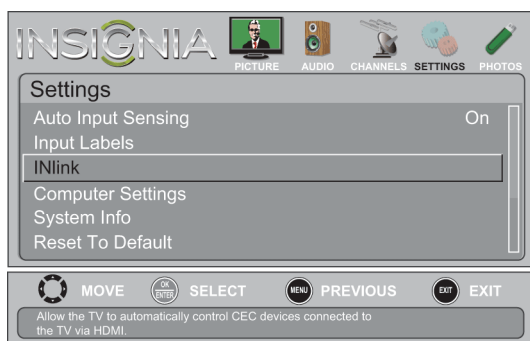 INSIGNIA
PICTURE AUDIO CHANNELS SETTINGS PHOTOS
Settings
Auto Input Sensing On
Input Labels
INlink
Computer Settings
System Info
Reset To Default
MOVE OK ENTER SELECT MENU PREVIOUS EXIT EXIT
Allow the TV to automatically control CEC devices connected to
the TV via HDMI.